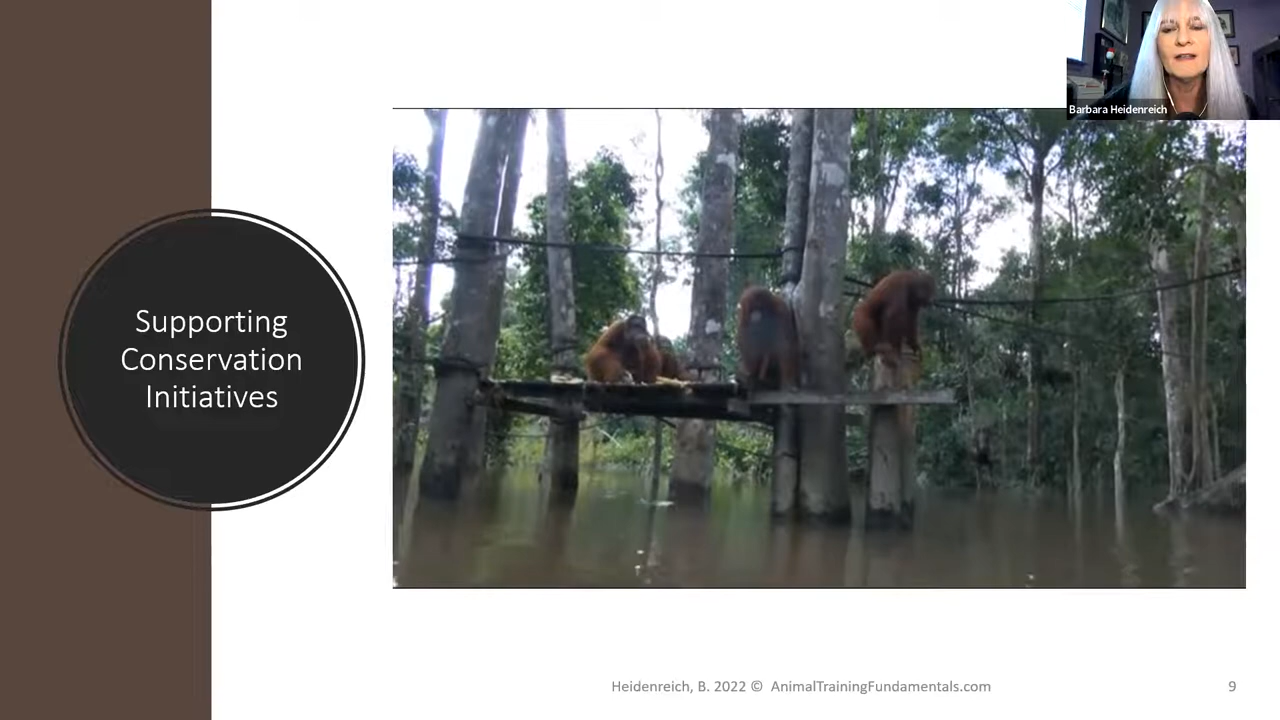 Barbara Heidenreich
Supporting
Conservation
Initiatives
Heidenreich, B. 2022 © AnimalTrainingFundamentals.com
9